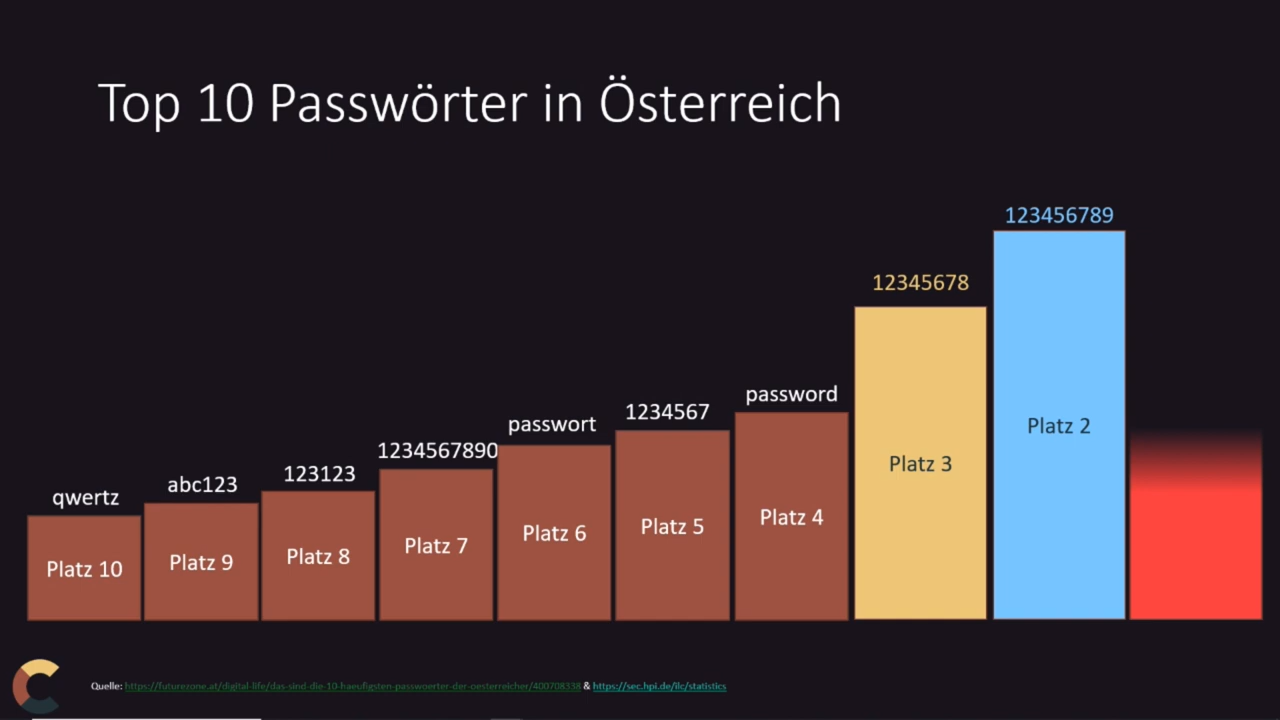 Top 10 Passwörter in Österreich
123456789
12345678
password
1234567
passwort
1234567890
123123
abc123
qwertz
Platz 10
Platz 9
Platz 8
Platz 7
Platz 6
Platz 5
Platz 4
Platz 3
Platz 2
Quelle: https://futurezone.at/digital-life/das-sind-die-10-haeufigsten-passwoerter-der-oesterreicher/400708338 & https://sec.hpi.de/ilc/statistics